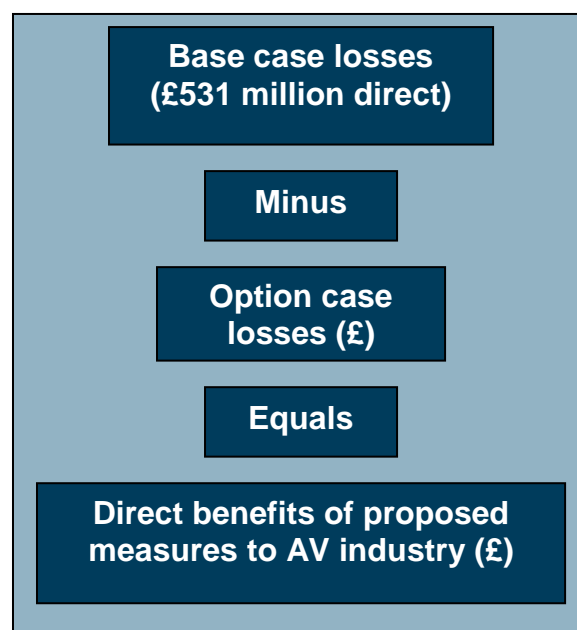 Base case losses
(£531 million direct)
Minus
Option case
losses (£)
Equals
Direct benefits of proposed
measures to AV industry (£)